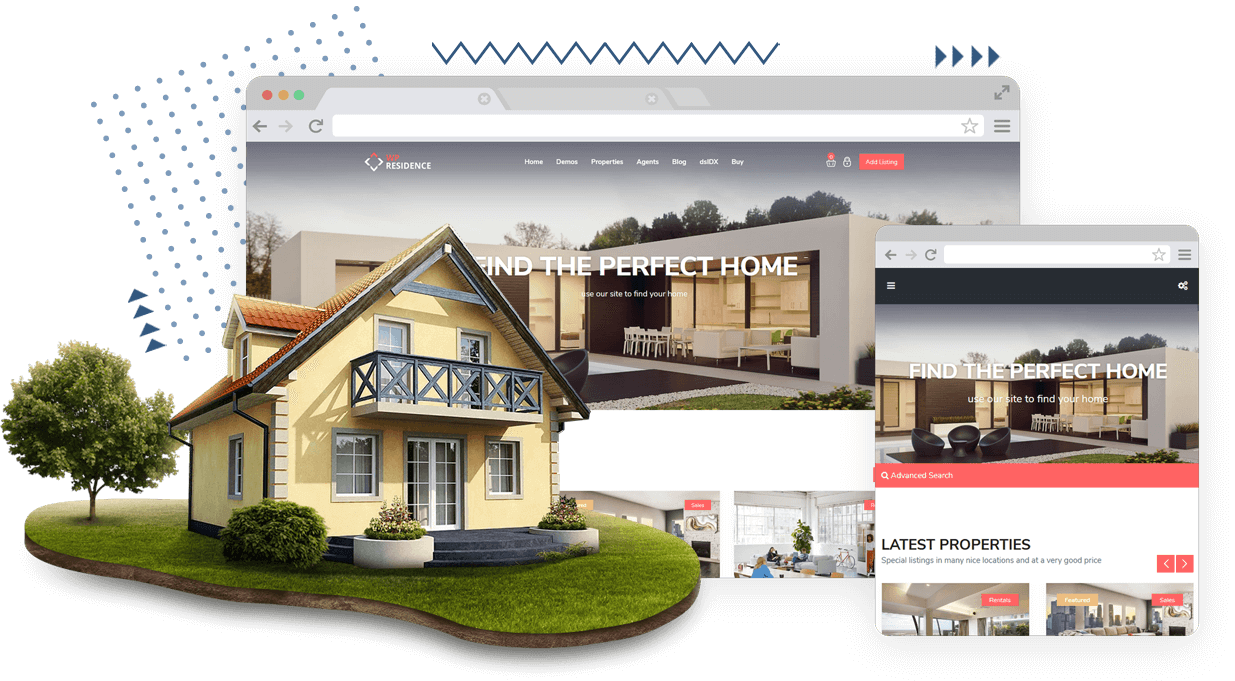 WP
RESIDENCE
Home Demos Properties Agents Blog dsIDX Buy
0
Add Listing
FIND THE PERFECT HOME
use our site to find your home
Sales
FIND THE PERFECT HOME
use our site to find your home
Advanced Search
LATEST PROPERTIES
Special listings in many nice locations and at a very good price
Rentals
Featured
Sales